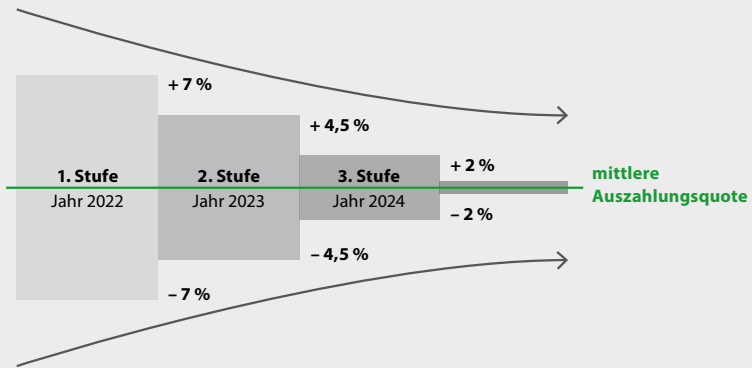 + 7 %
+ 4,5 %
+ 2 %
1. Stufe
Jahr 2022
2. Stufe
Jahr 2023
3. Stufe
Jahr 2024
mittlere
Auszahlungsquote
– 2 %
– 4,5 %
– 7 %